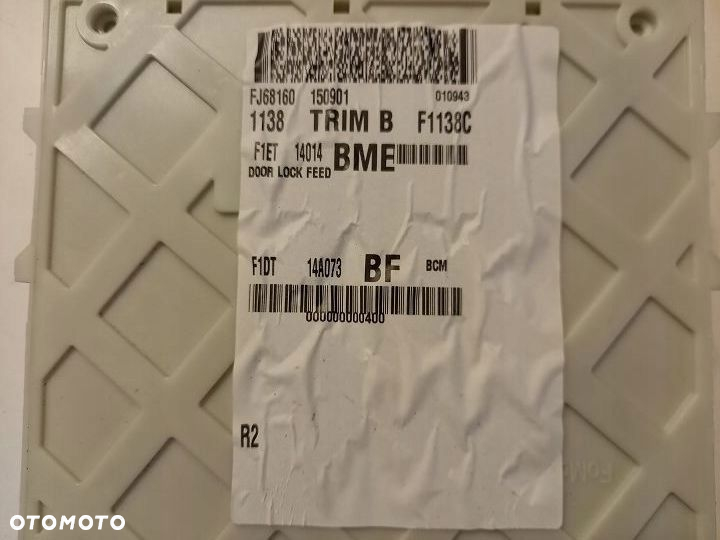 FJ68160 150901 010943
1138 TRIM B F1138C
F1ET 14014 BME
DOOR LOCK FEED
F1DT 14A073 BF BCM
000000000400
R2
OTOMOTO